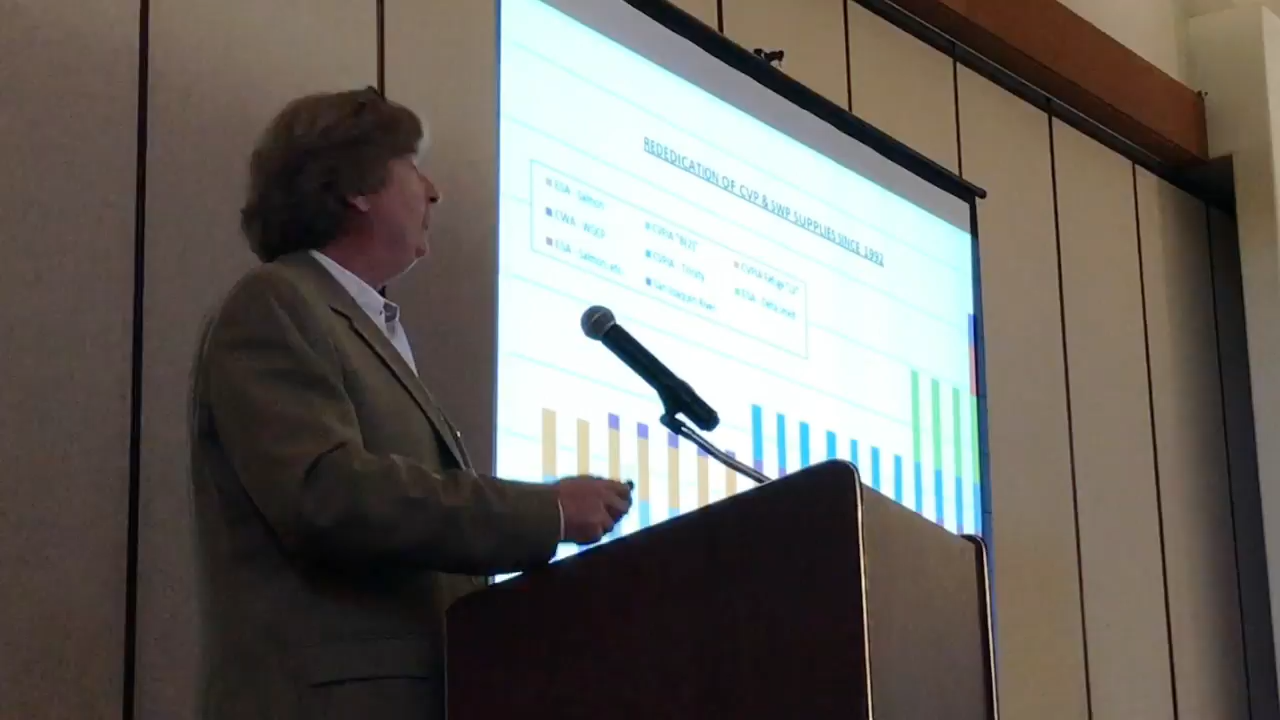 REDEDICATION OF CVP & SWP SUPPLIES SINCE 1992
ESA - Salmon
CWA - WQCP
ESA - Salmon, etc.
CVPIA "(b)2"
CVPIA - Trinity
San Joaquin River
CVPIA Refuge
ESA - Delta smelt